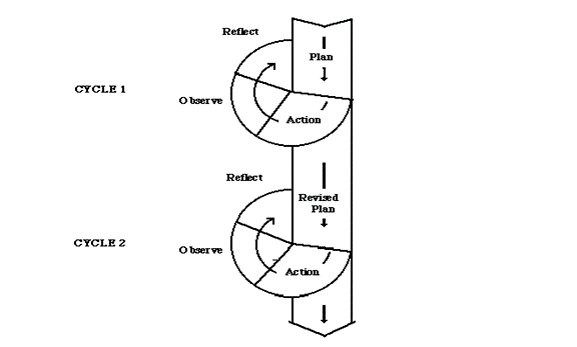 Reflect
Plan
CYCLE 1
Observe
Action
Reflect
Revised
Plan
CYCLE 2
Observe
Action